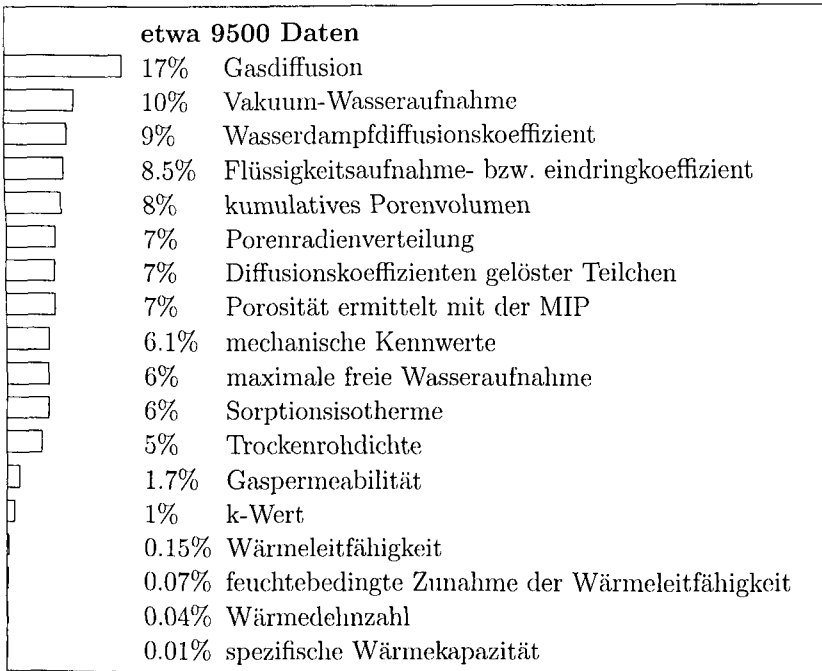 etwa 9500 Daten
17% Gasdiffusion
10% Vakuum-Wasseraufnahme
9% Wasserdampfdiffusionskoeffizient
8.5% Flüssigkeitsaufnahme- bzw. eindringkoeffizient
8% kumulatives Porenvolumen
7% Porenradienverteilung
7% Diffusionskoeffizienten gelöster Teilchen
7% Porosität ermittelt mit der MIP
6.1% mechanische Kennwerte
6% maximale freie Wasseraufnahme
6% Sorptionsisotherme
5% Trockenrohdichte
1.7% Gaspermeabilität
1% k-Wert
0.15% Wärmeleitfähigkeit
0.07% feuchtebedingte Zunahme der Wärmeleitfähigkeit
0.04% Wärmedehnzahl
0.01% spezifische Wärmekapazität